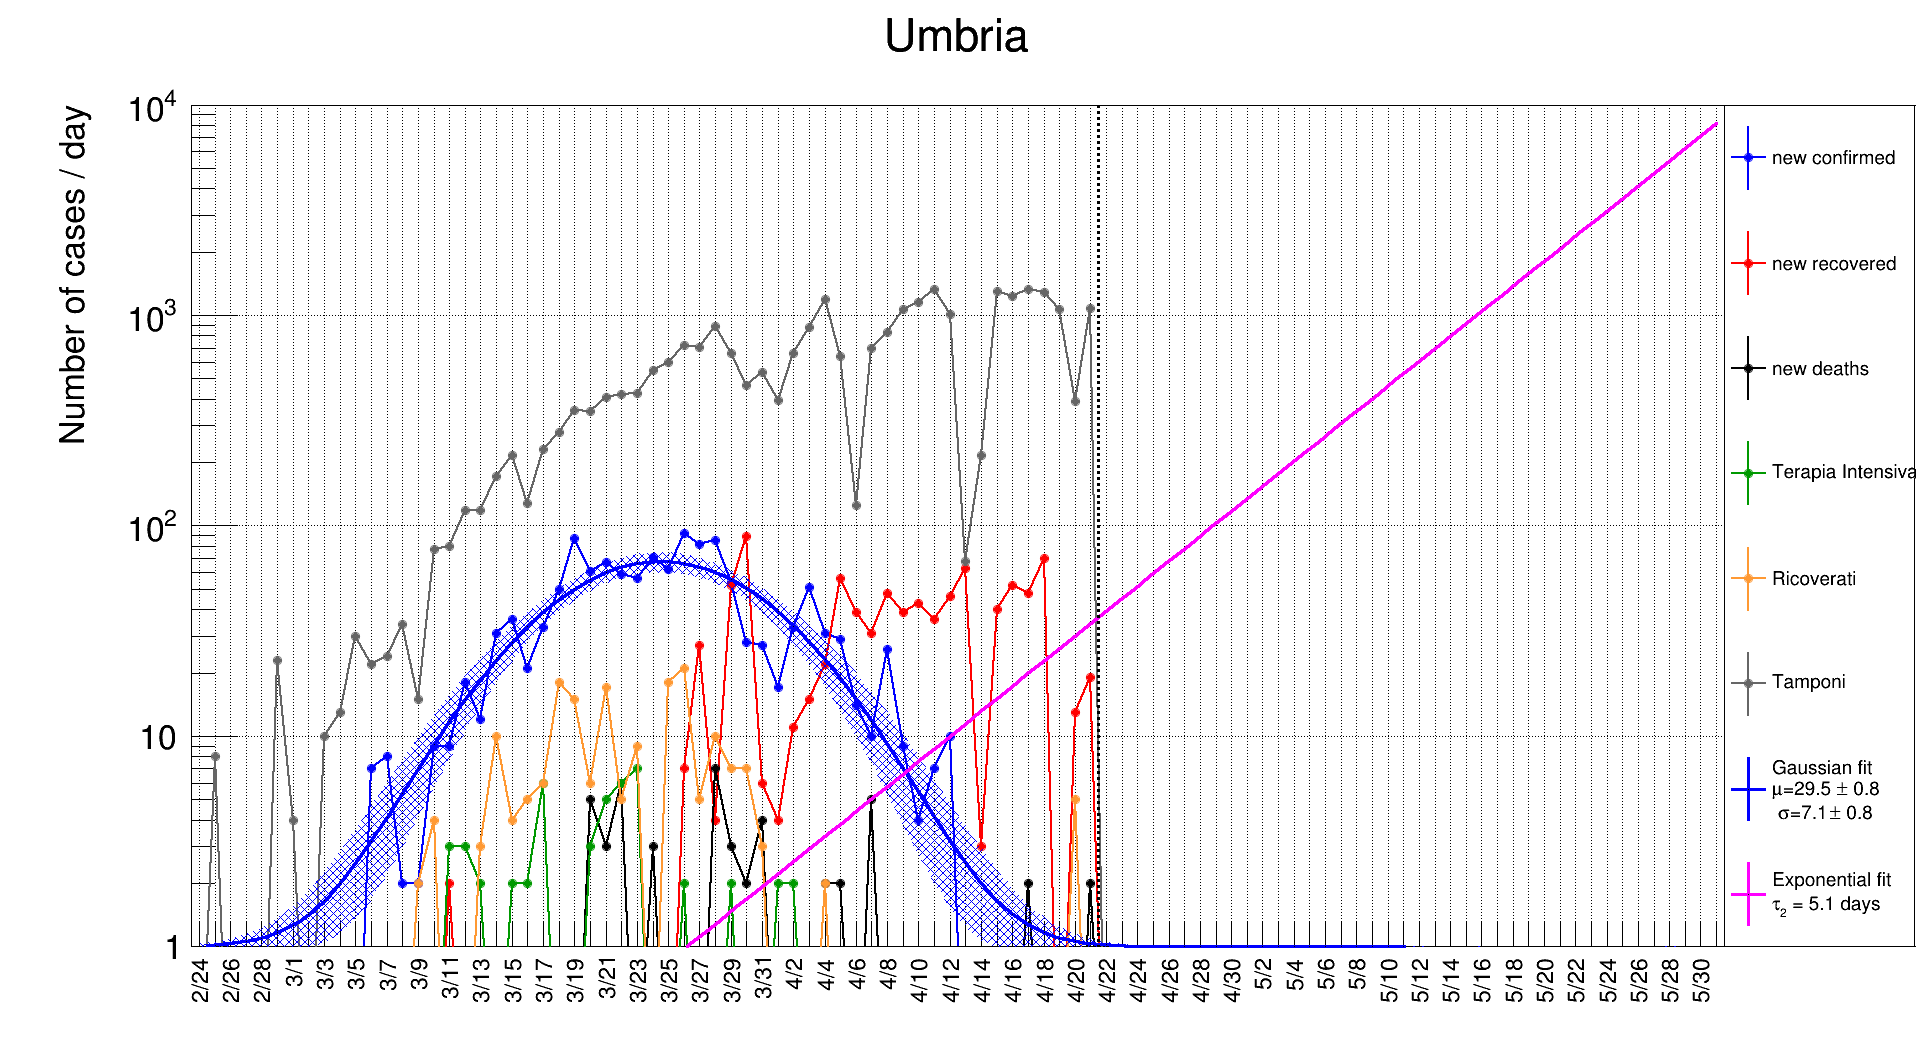 Umbria
Number of cases / day
10⁴
10³
10²
10
1
2/24 2/26 2/28 3/1 3/3 3/5 3/7 3/9 3/11 3/13 3/15 3/17 3/19 3/21 3/23 3/25 3/27 3/29 3/31 4/2 4/4 4/6 4/8 4/10 4/12 4/14 4/16 4/18 4/20 4/22 4/24 4/26 4/28 4/30 5/2 5/4 5/6 5/8 5/10 5/12 5/14 5/16 5/18 5/20 5/22 5/24 5/26 5/28 5/30
new confirmed
new recovered
new deaths
Terapia Intensiva
Ricoverati
Tamponi
Gaussian fit
μ=29.5 ± 0.8
σ=7.1± 0.8
Exponential fit
τ₂ = 5.1 days